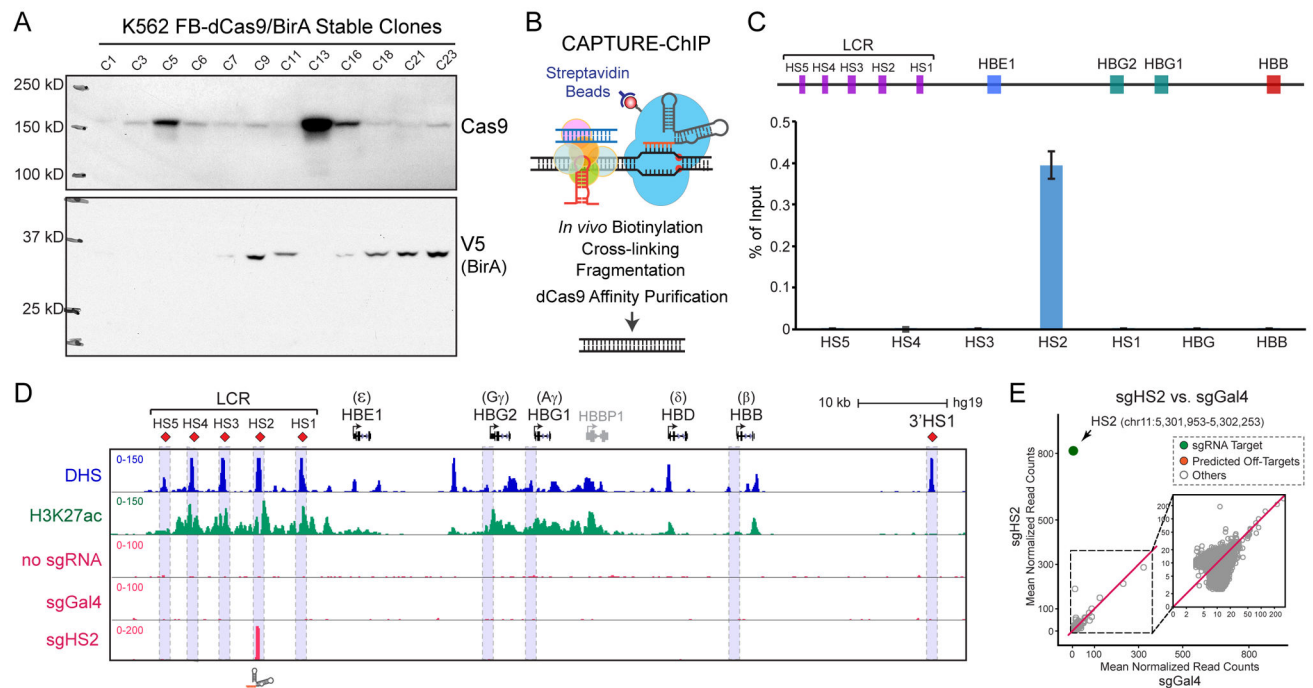 A
K562 FB-dCas9/BirA Stable Clones
C1 C3 C5 C6 C7 C9 C11 C13 C16 C18 C21 C23
250 kD
150 kD
100 kD
Cas9
37 kD
25 kD
V5
(BirA)
B
CAPTURE-ChIP
Streptavidin
Beads
In vivo Biotinylation
Cross-linking
Fragmentation
dCas9 Affinity Purification
C
LCR
HS5 HS4 HS3 HS2 HS1 HBE1 HBG2 HBG1 HBB
% of Input
0.5
0.4
0.3
0.2
0.1
0
HS5 HS4 HS3 HS2 HS1 HBG HBB
D
LCR
HS5 HS4 HS3 HS2 HS1
(ε)
HBE1
(Gγ)
HBG2
(Aγ)
HBG1
HBBP1
(δ)
HBD
(β)
HBB
10 kb hg19
3'HS1
DHS 0-150
H3K27ac 0-150
no sgRNA 0-100
sgGal4 0-100
sgHS2 0-200
E
sgHS2 vs. sgGal4
HS2 (chr11:5,301,953-5,302,253)
sgRNA Target
Predicted Off-Targets
Others
sgHS2
Mean Normalized Read Counts
800
500
300
200
100
0
200
100
50
20
10
5
2
0
0 2 5 10 20 50 100 200
0 100 300 500 800
Mean Normalized Read Counts
sgGal4